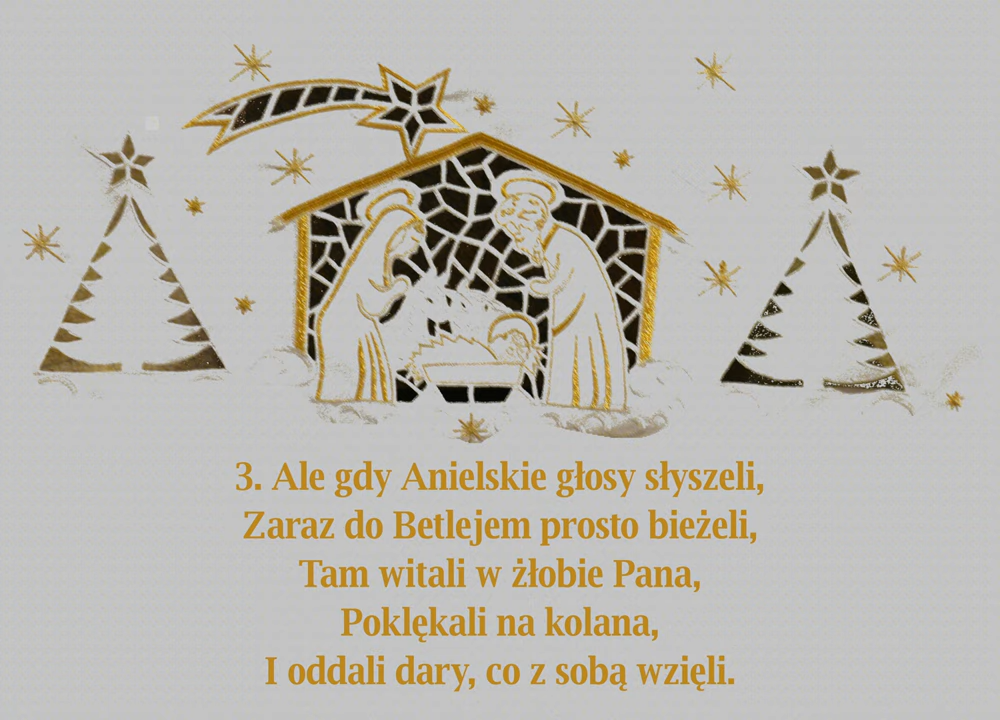 3. Ale gdy Anielskie głosy słyszeli,
Zaraz do Betlejem prosto bieżeli,
Tam witali w żłobie Pana,
Poklękali na kolana,
I oddali dary, co z sobą wzięli.